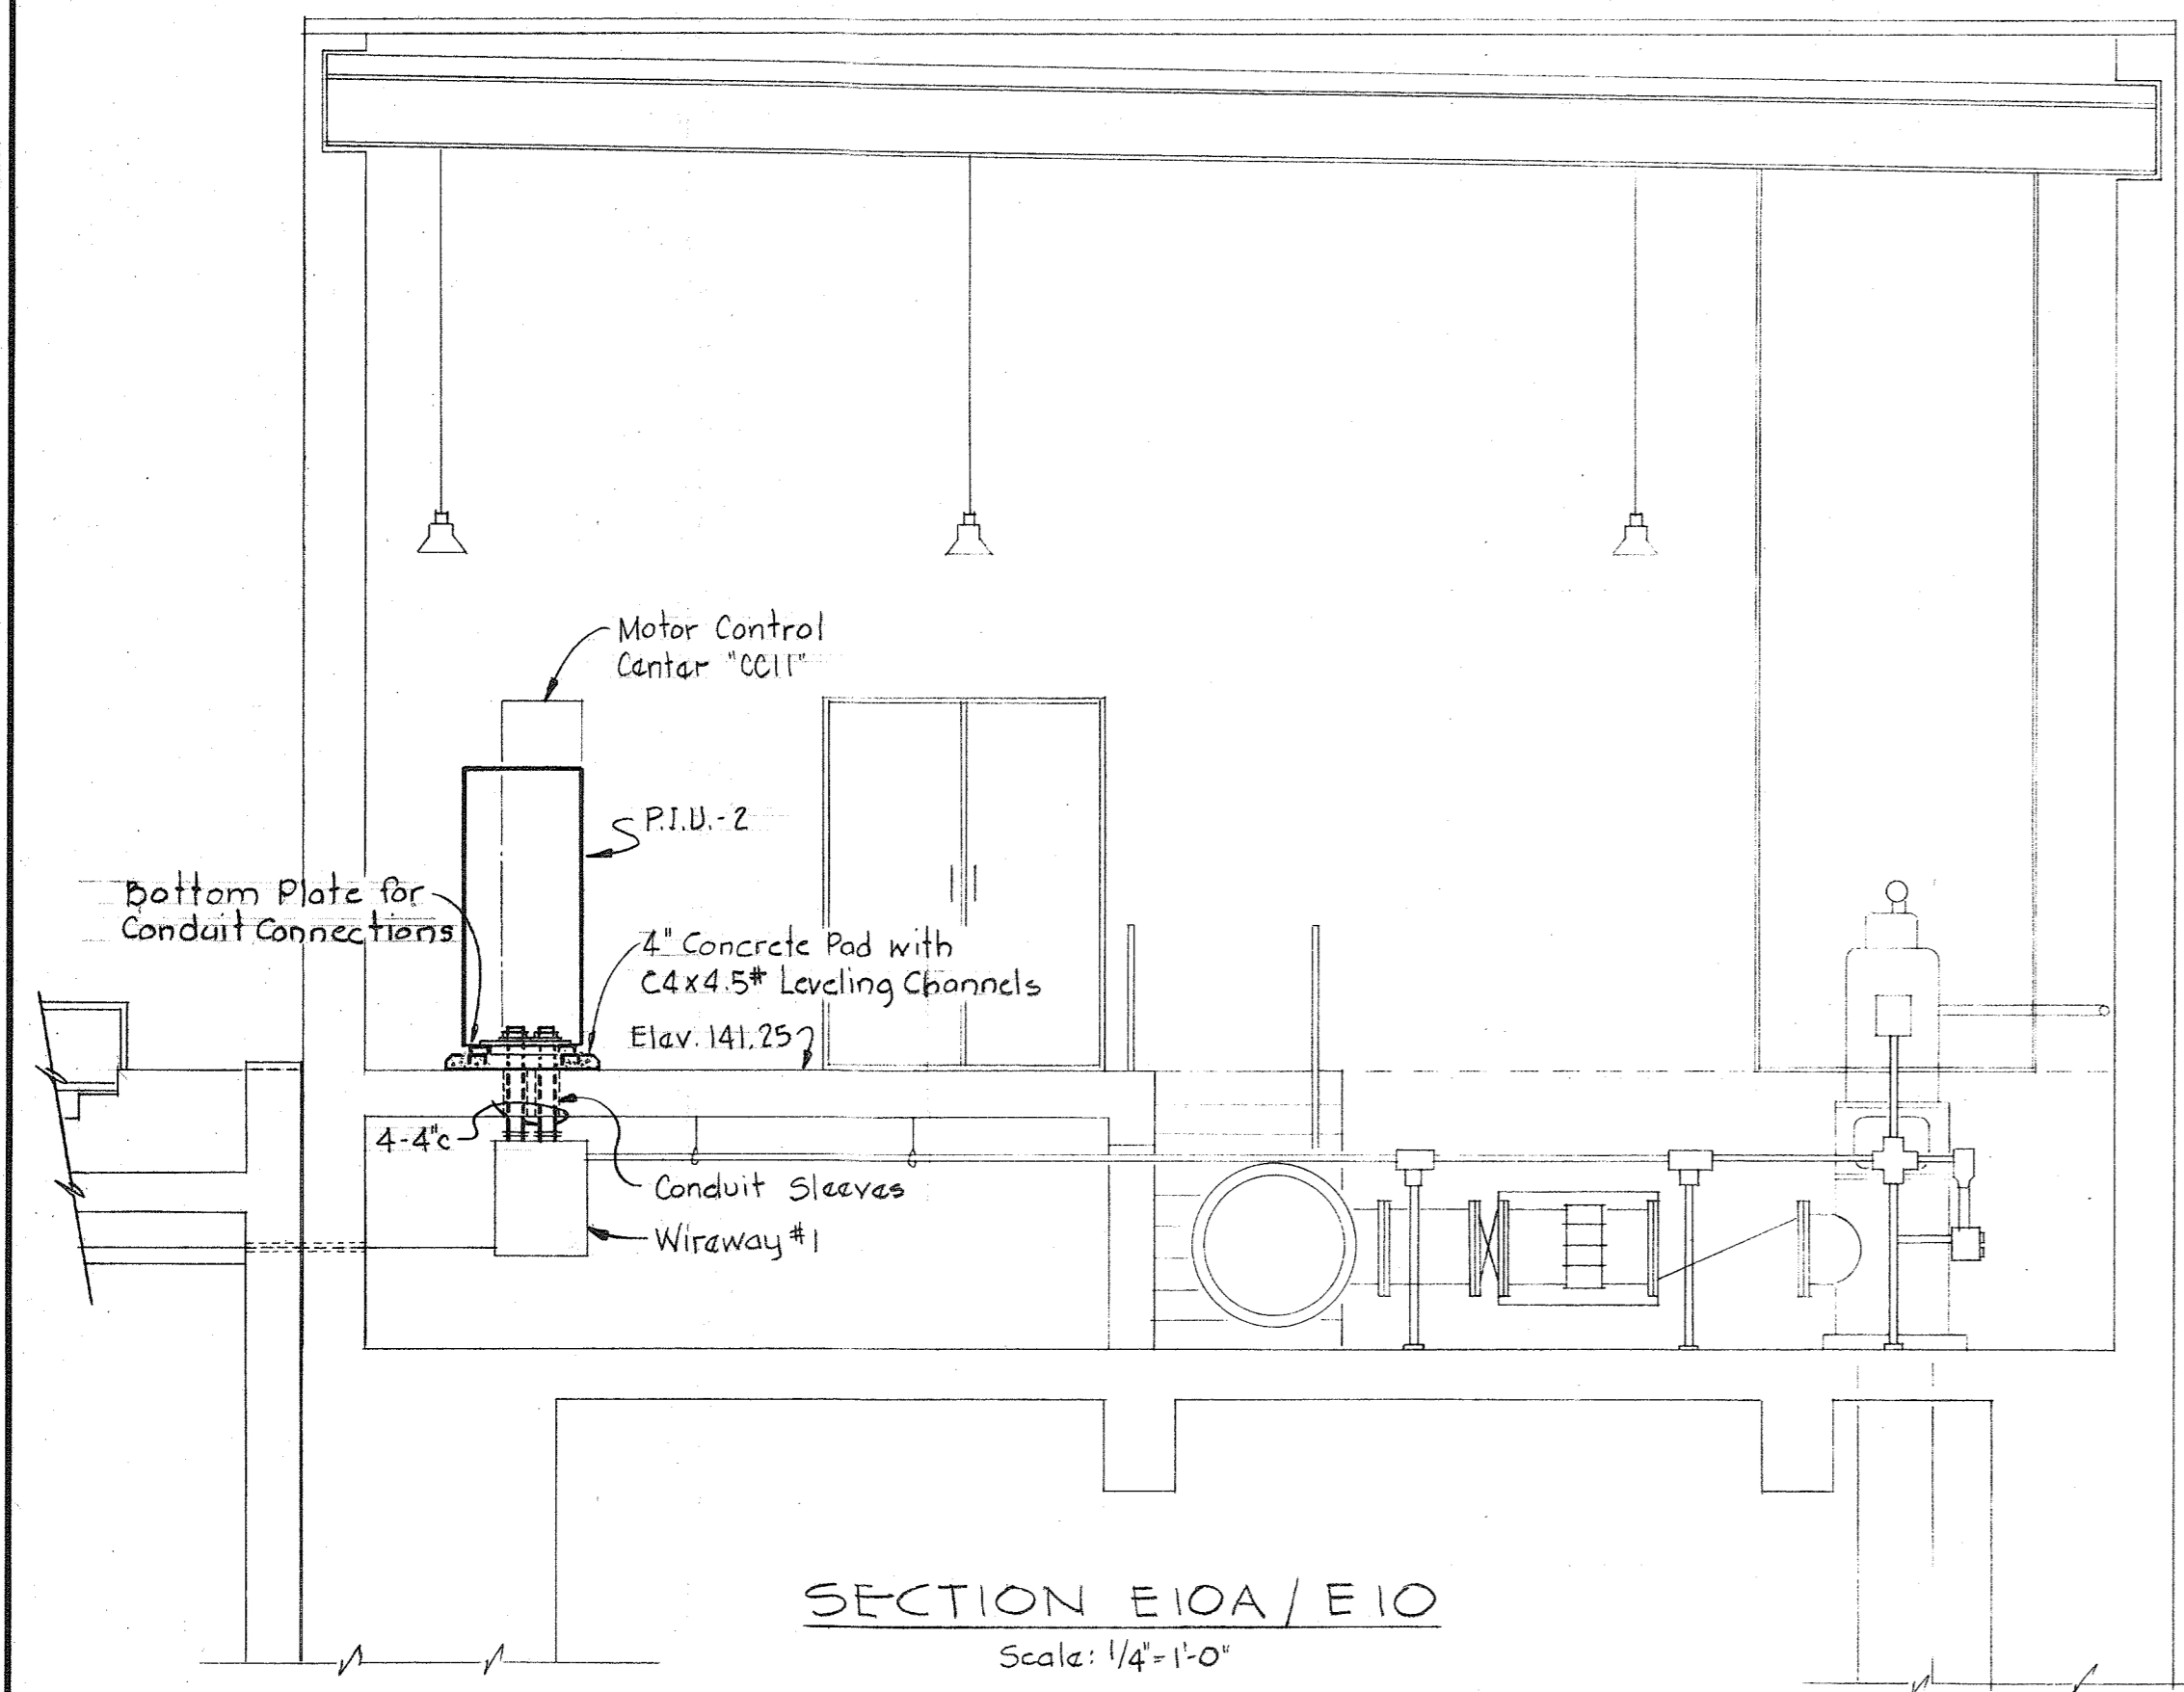 Motor Control
Center "CC11"
P.I.U.-2
Bottom Plate for
Conduit Connections
4" Concrete Pad with
C4x4.5# Leveling Channels
Elev. 141.25
4-4"c
Conduit Sleeves
Wireway #1
SECTION E10A / E10
Scale: 1/4"=1'-0"